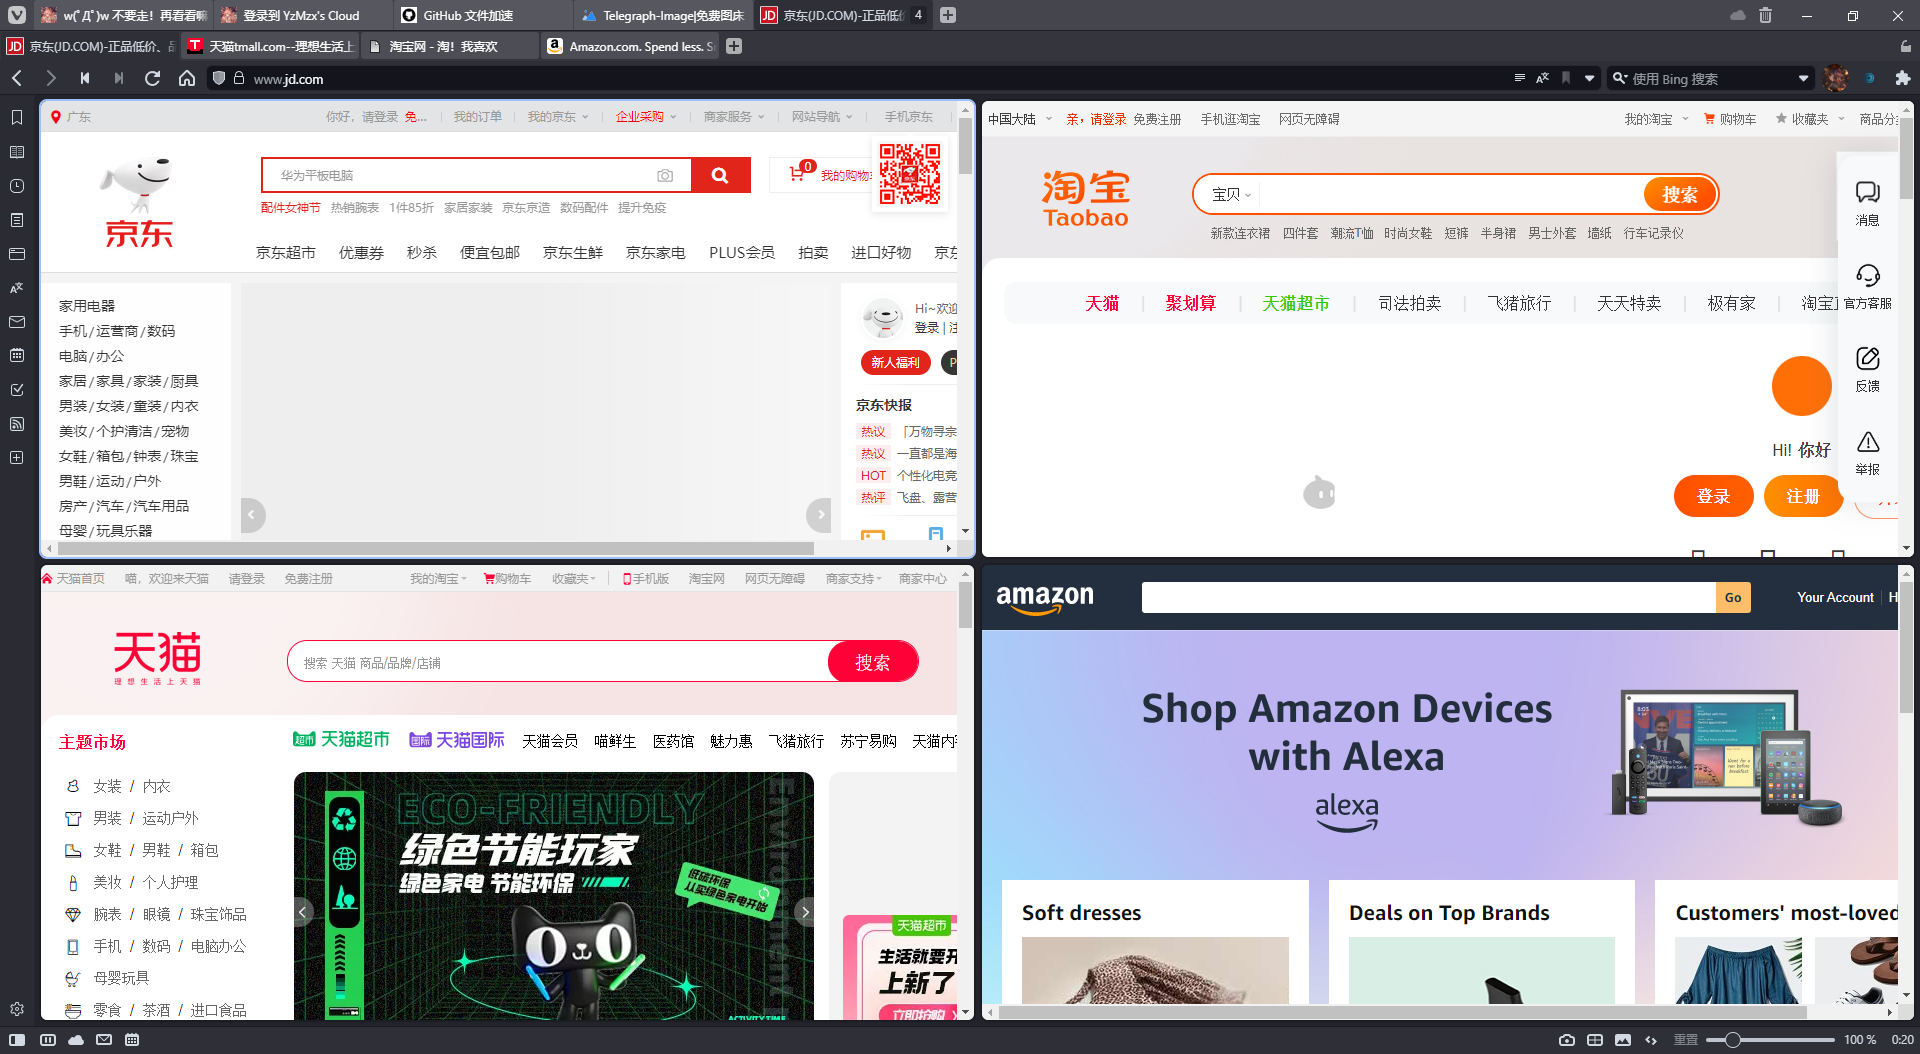 w(ﾟДﾟ)w 不要走！再看看嘛
登录到 YzMzx's Cloud
GitHub 文件加速
Telegraph-Image|免费图床
京东(JD.COM)-正品低价
4
京东(JD.COM)-正品低价、品
天猫tmall.com--理想生活上
淘宝网 - 淘！我喜欢
Amazon.com. Spend less. S
www.jd.com
使用 Bing 搜索
广东
你好，请登录 免...
我的订单
我的京东
企业采购
商家服务
网站导航
手机京东
京东
华为平板电脑
0
我的购物车
配件女神节 热销腕表 1件85折 家居家装 京东京造 数码配件 提升免疫
京东超市 优惠券 秒杀 便宜包邮 京东生鲜 京东家电 PLUS会员 拍卖 进口好物 京东
家用电器
手机/运营商/数码
电脑/办公
家居/家具/家装/厨具
男装/女装/童装/内衣
美妆/个护清洁/宠物
女鞋/箱包/钟表/珠宝
男鞋/运动/户外
房产/汽车/汽车用品
母婴/玩具乐器
Hi~欢迎
登录 | 注
新人福利
P
京东快报
热议 「万物寻宗
热议 一直都是海
HOT 个性化电竞
热评 飞盘、露营
中国大陆
亲，请登录 免费注册 手机逛淘宝 网页无障碍
我的淘宝 购物车 收藏夹 商品分类
淘宝
Taobao
宝贝
搜索
新款连衣裙 四件套 潮流T恤 时尚女鞋 短裤 半身裙 男士外套 墙纸 行车记录仪
天猫 聚划算 天猫超市 司法拍卖 飞猪旅行 天天特卖 极有家 淘宝直
消息
官方客服
反馈
举报
Hi! 你好
登录 注册
天猫首页 喵，欢迎来天猫 请登录 免费注册
我的淘宝 购物车 收藏夹 手机版 淘宝网 网页无障碍 商家支持 商家中心
天猫
理想生活上天猫
搜索 天猫 商品/品牌/店铺
搜索
主题市场
超市 天猫超市 国际 天猫国际 天猫会员 喵鲜生 医药馆 魅力惠 飞猪旅行 苏宁易购 天猫内
女装 / 内衣
男装 / 运动户外
女鞋 / 男鞋 / 箱包
美妆 / 个人护理
腕表 / 眼镜 / 珠宝饰品
手机 / 数码 / 电脑办公
母婴玩具
零食 / 茶酒 / 进口食品
ECO-FRIENDLY
绿色节能玩家
绿色家电 节能环保
低碳环保
从买绿色家电开始
ACTIVITY TIME
天猫超市
生活就要开
上新了
立即抢购
amazon
Go
Your Account
H
Shop Amazon Devices
with Alexa
alexa
Soft dresses
Deals on Top Brands
Customers' most-loved
重置
100 %
0:20